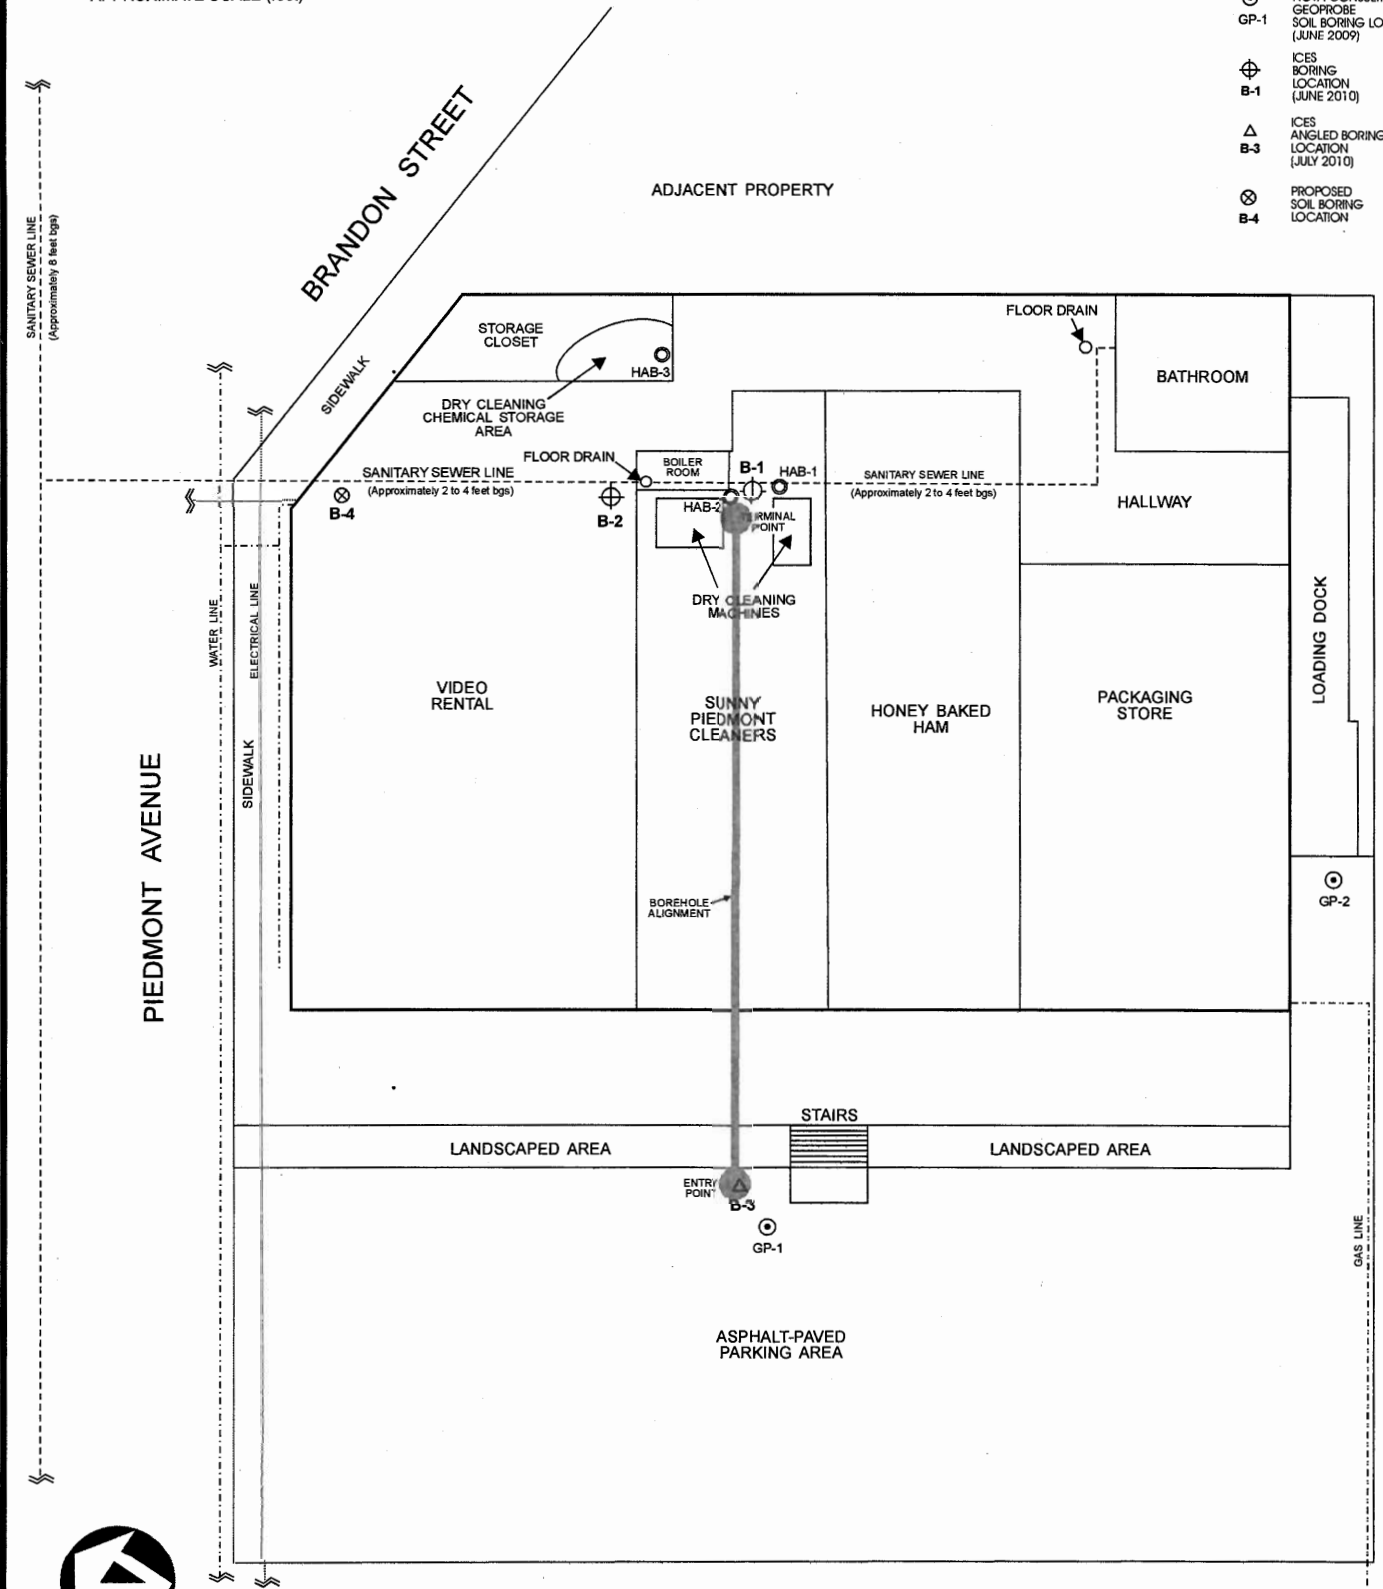 GP-1
GEOPROBE
SOIL BORING LO
(JUNE 2009)
B-1
ICES
BORING
LOCATION
(JUNE 2010)
B-3
ICES
ANGLED BORING
LOCATION
(JULY 2010)
B-4
PROPOSED
SOIL BORING
LOCATION
BRANDON STREET
ADJACENT PROPERTY
SANITARY SEWER LINE
(Approximately 8 feet bgs)
SIDEWALK
STORAGE
CLOSET
HAB-3
DRY CLEANING
CHEMICAL STORAGE
AREA
FLOOR DRAIN
BATHROOM
FLOOR DRAIN
BOILER
ROOM
B-1
HAB-1
SANITARY SEWER LINE
(Approximately 2 to 4 feet bgs)
SANITARY SEWER LINE
(Approximately 2 to 4 feet bgs)
B-4
B-2
HAB-2
TERMINAL
POINT
HALLWAY
DRY CLEANING
MACHINES
WATER LINE
ELECTRICAL LINE
SIDEWALK
LOADING DOCK
VIDEO
RENTAL
SUNNY
PIEDMONT
CLEANERS
HONEY BAKED
HAM
PACKAGING
STORE
PIEDMONT AVENUE
BOREHOLE
ALIGNMENT
GP-2
STAIRS
LANDSCAPED AREA
LANDSCAPED AREA
ENTRY
POINT
B-3
GP-1
GAS LINE
ASPHALT-PAVED
PARKING AREA